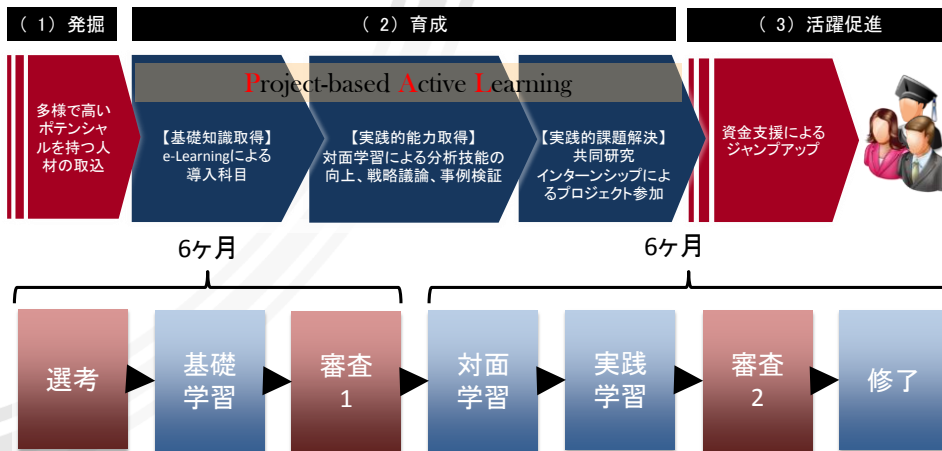 （1）発掘
（2）育成
（3）活躍促進
Project-based Active Learning
多様で高い
ポテンシャ
ルを持つ人
材の取込
【基礎知識取得】
e-Learningによる
導入科目
【実践的能力取得】
対面学習による分析技能の
向上、戦略議論、事例検証
【実践的課題解決】
共同研究
インターンシップによ
るプロジェクト参加
資金支援による
ジャンプアップ
6ヶ月
6ヶ月
選考
基礎
学習
審査
1
対面
学習
実践
学習
審査
2
修了